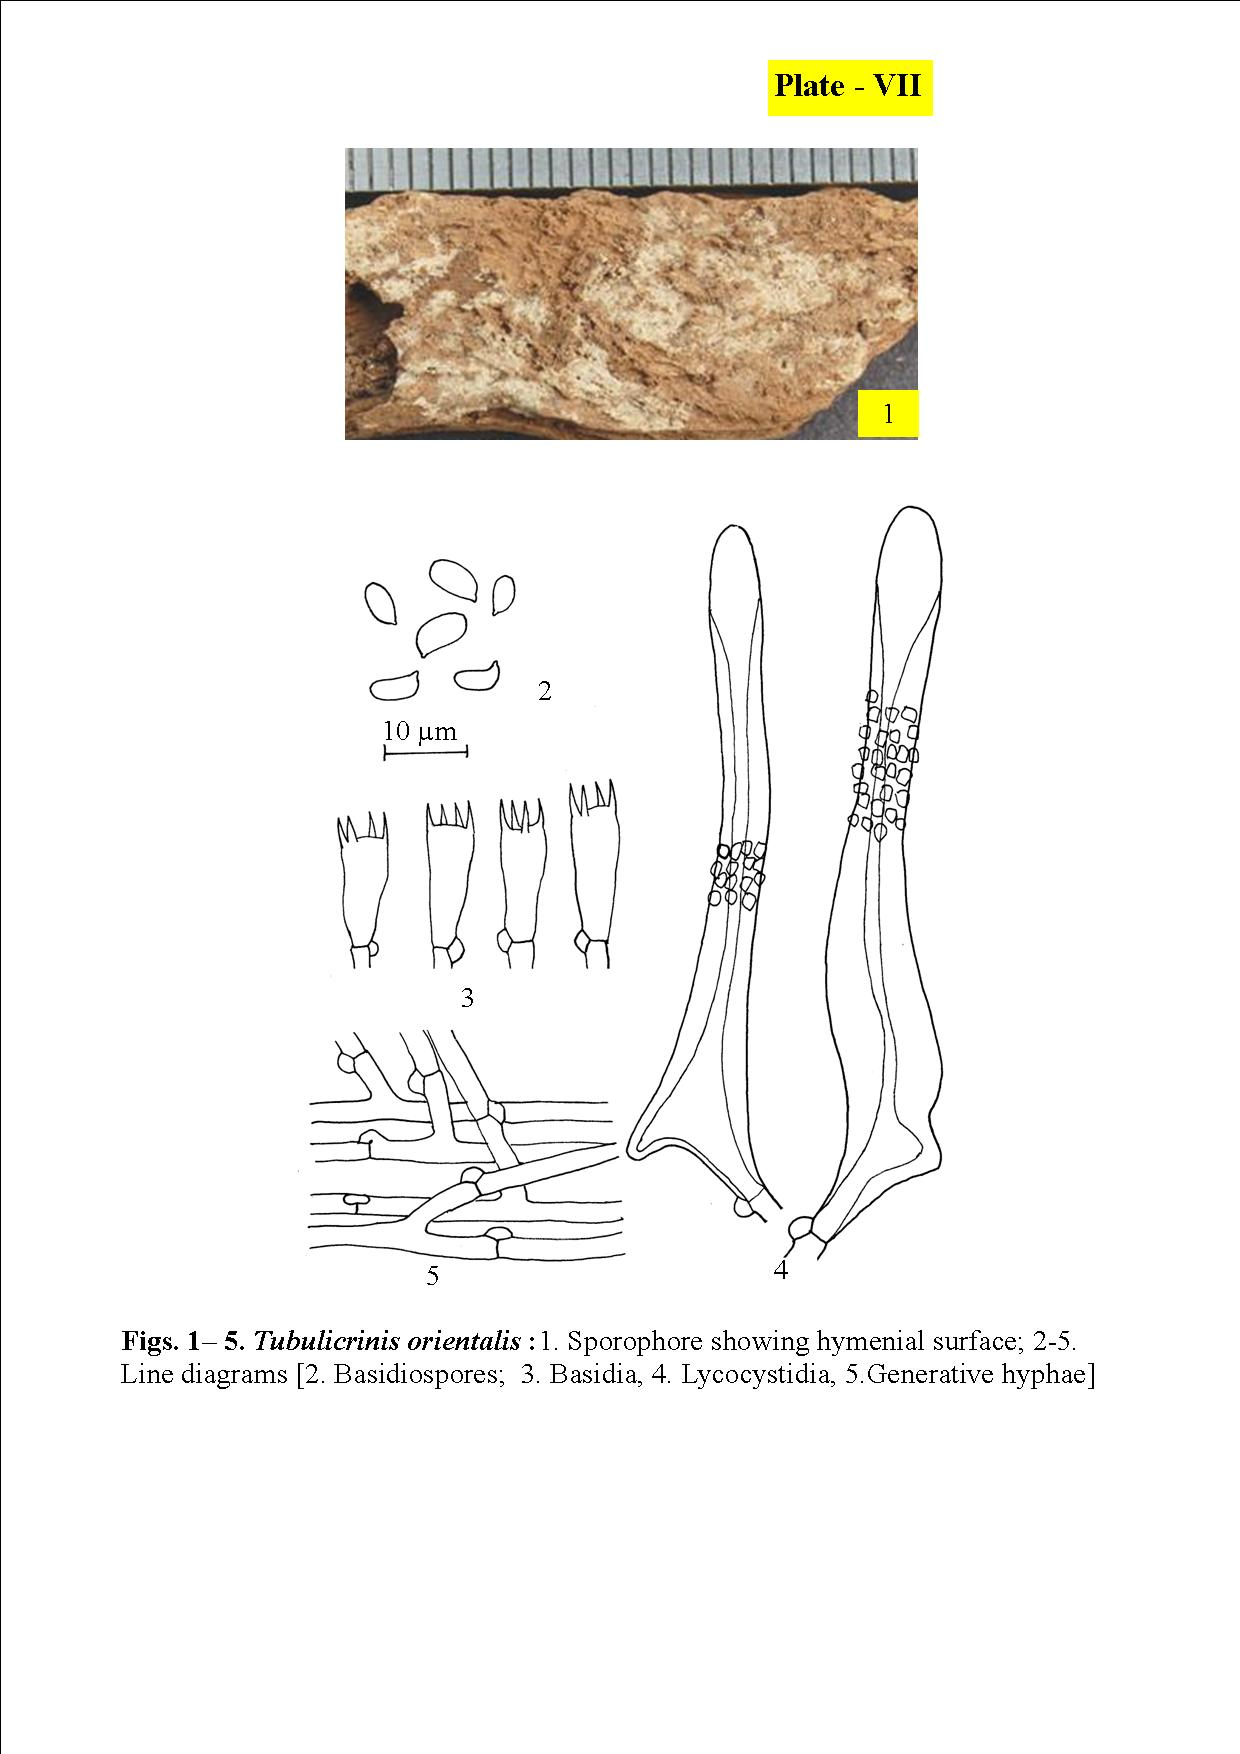 Plate - VII
1
2
10 µm
3
5
4
Figs. 1– 5. Tubulicrinis orientalis : 1. Sporophore showing hymenial surface; 2-5.
Line diagrams [2. Basidiospores;  3. Basidia, 4. Lycocystidia, 5.Generative hyphae]